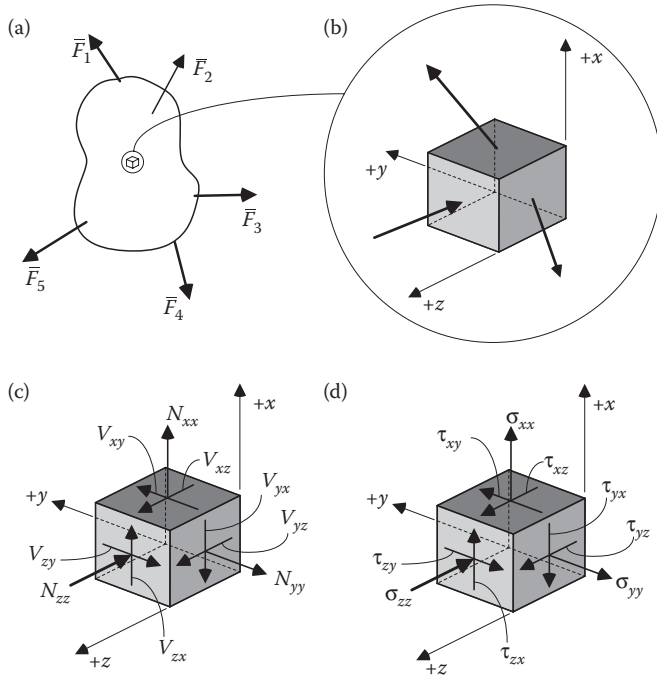 (a)
F̅₁
F̅₂
F̅₃
F̅₄
F̅₅
(b)
+x
+y
+z
(c)
+x
N_xx
V_xy
V_xz
V_yx
+y
V_yz
V_zy
N_zz
N_yy
V_zx
+z
(d)
+x
σ_xx
τ_xy
τ_xz
τ_yx
+y
τ_yz
τ_zy
σ_zz
σ_yy
τ_zx
+z